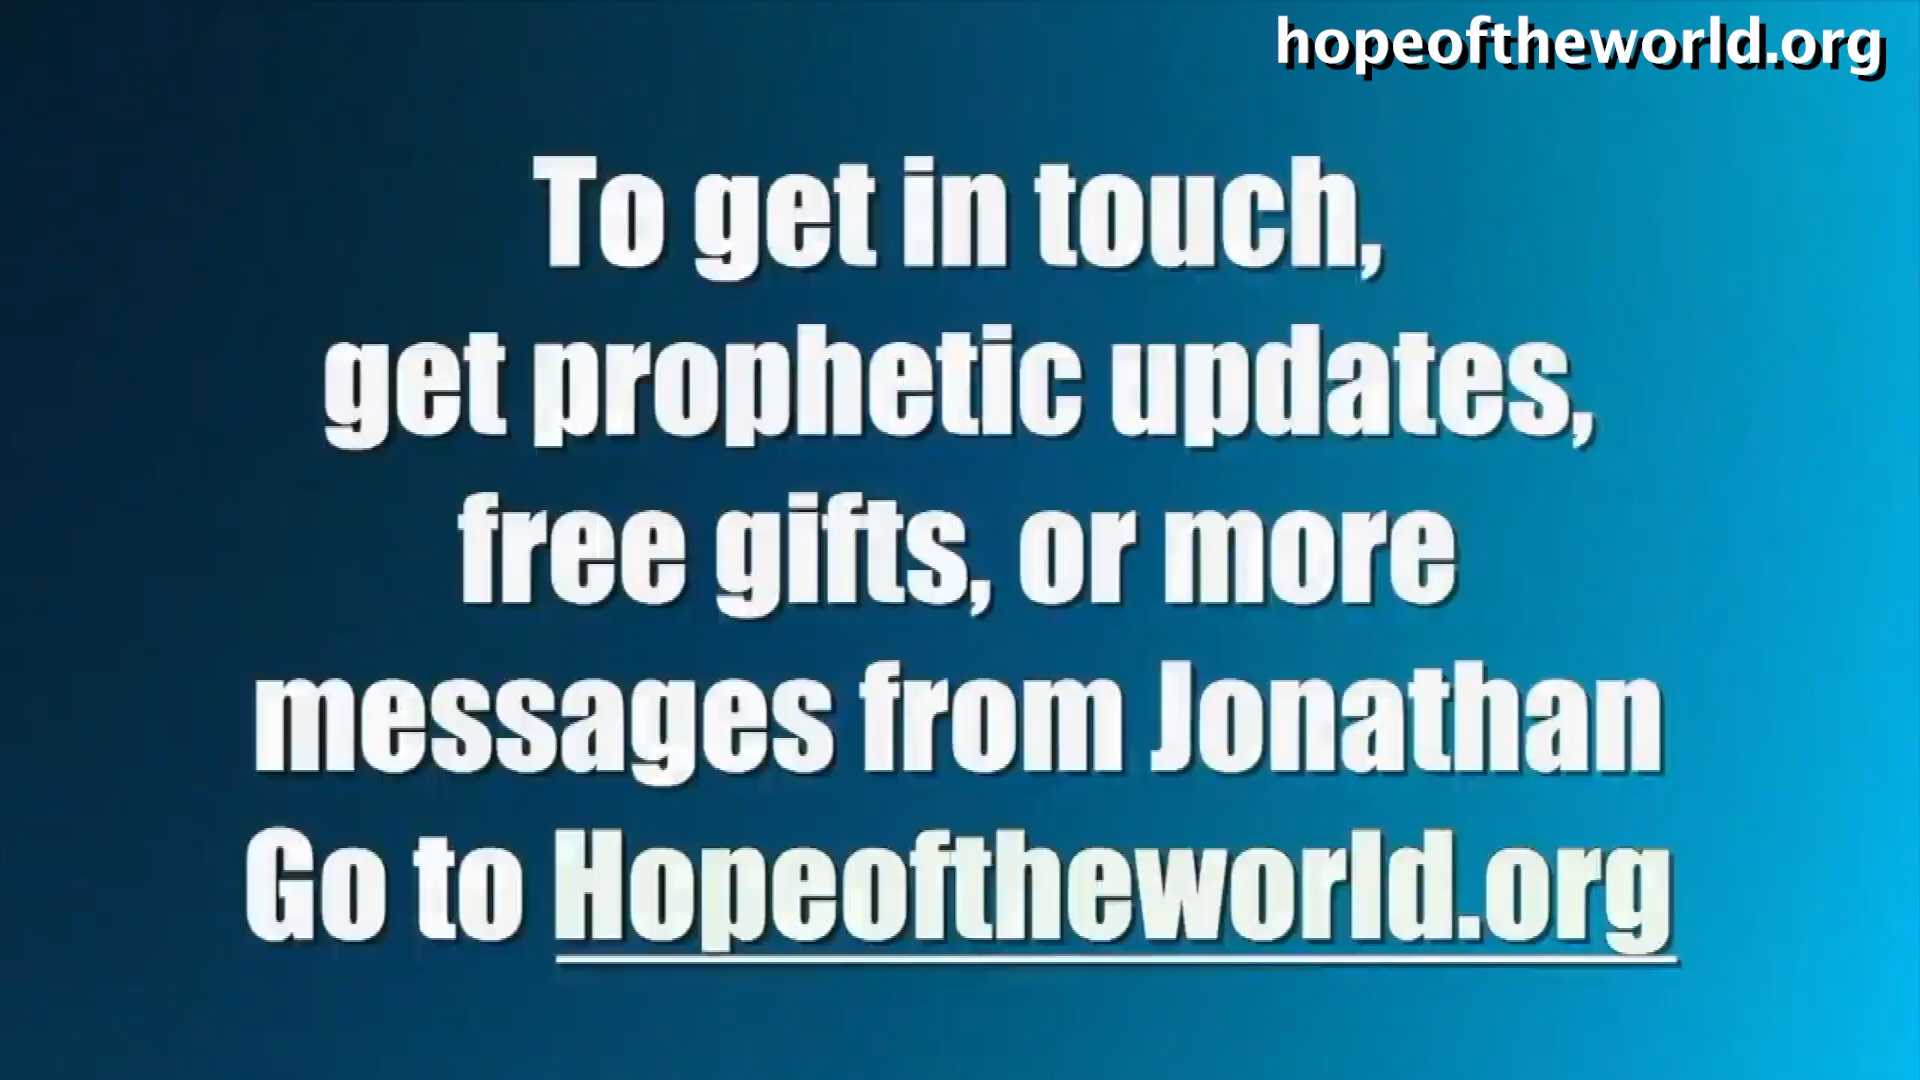 hopeoftheworld.org
To get in touch,
get prophetic updates,
free gifts, or more
messages from Jonathan
Go to Hopeoftheworld.org